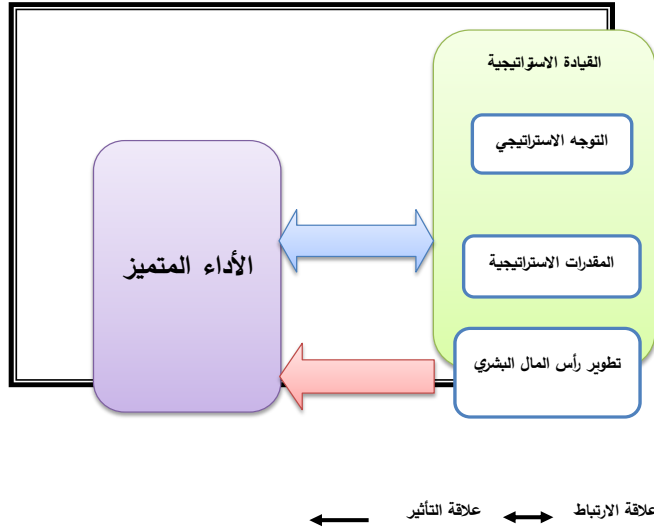 القيادة الاستراتيجية
التوجه الاستراتيجي
الأداء المتميز
المقدرات الاستراتيجية
تطوير رأس المال البشري
علاقة الارتباط
علاقة التأثير